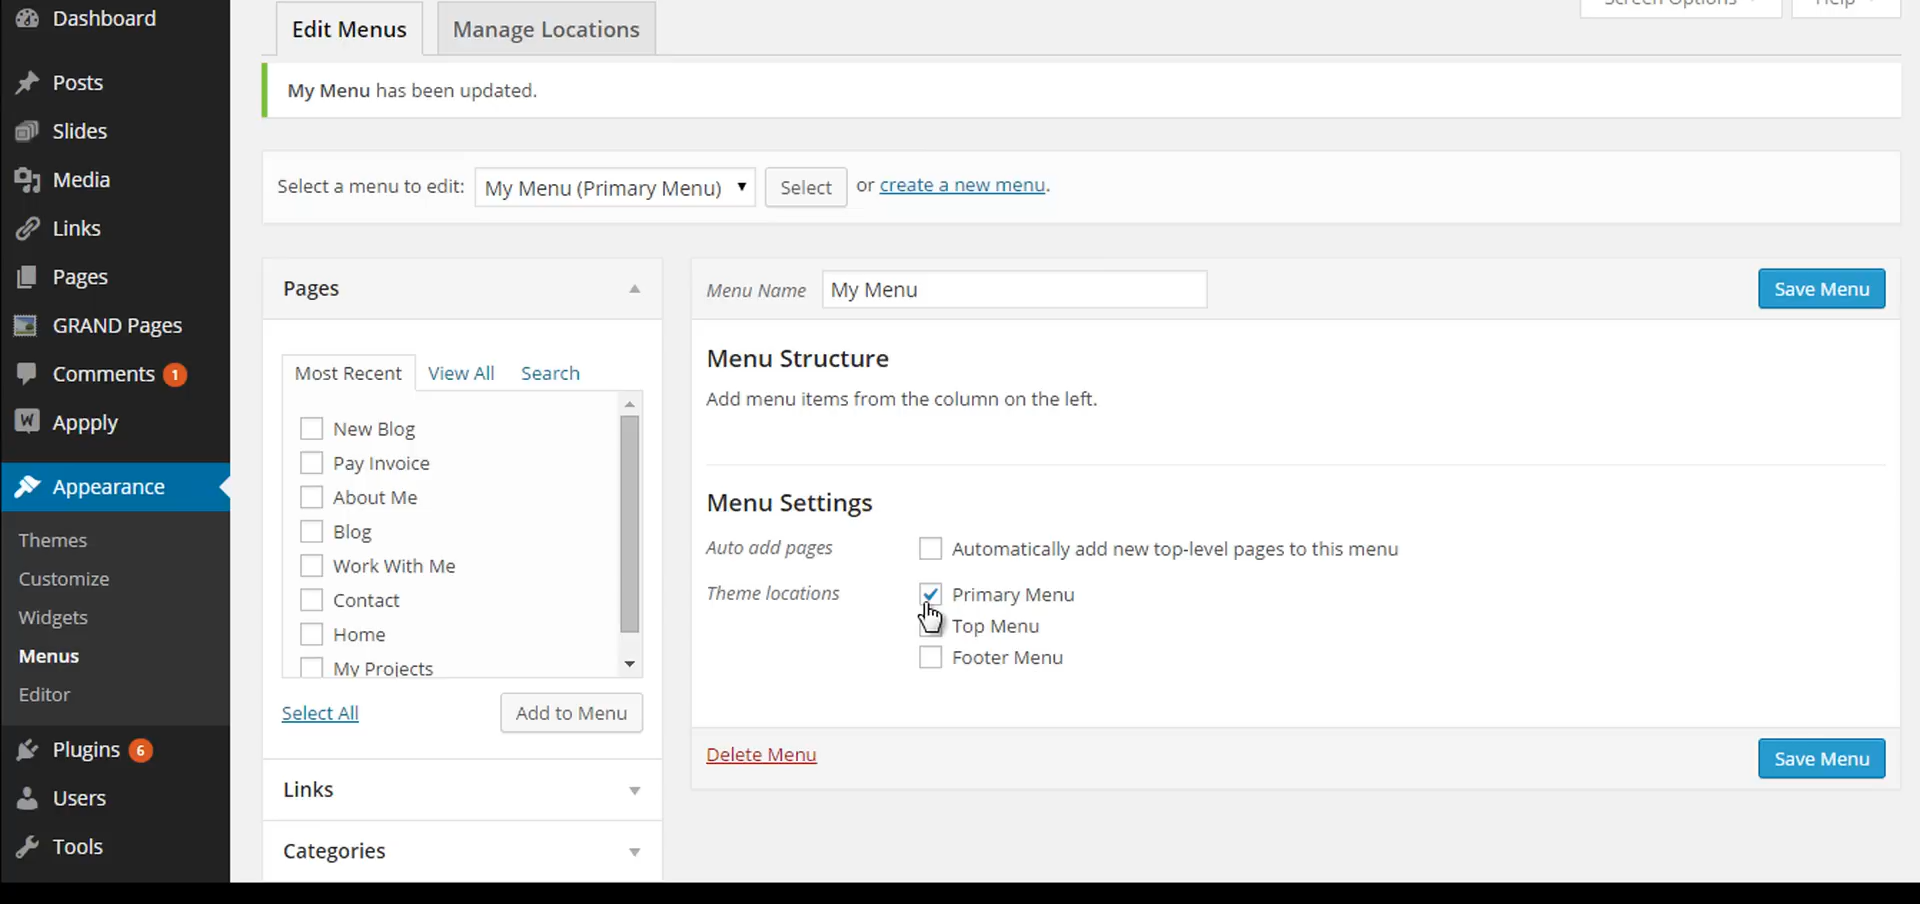 Dashboard
Posts
Slides
Media
Links
Pages
GRAND Pages
Comments 1
Appply
Appearance
Themes
Customize
Widgets
Menus
Editor
Plugins 6
Users
Tools
Screen Options
Help
Edit Menus
Manage Locations
My Menu has been updated.
Select a menu to edit: My Menu (Primary Menu) Select or create a new menu.
Pages
Most Recent View All Search
New Blog
Pay Invoice
About Me
Blog
Work With Me
Contact
Home
My Projects
Select All Add to Menu
Links
Categories
Menu Name My Menu Save Menu
Menu Structure
Add menu items from the column on the left.
Menu Settings
Auto add pages Automatically add new top-level pages to this menu
Theme locations Primary Menu
Top Menu
Footer Menu
Delete Menu Save Menu